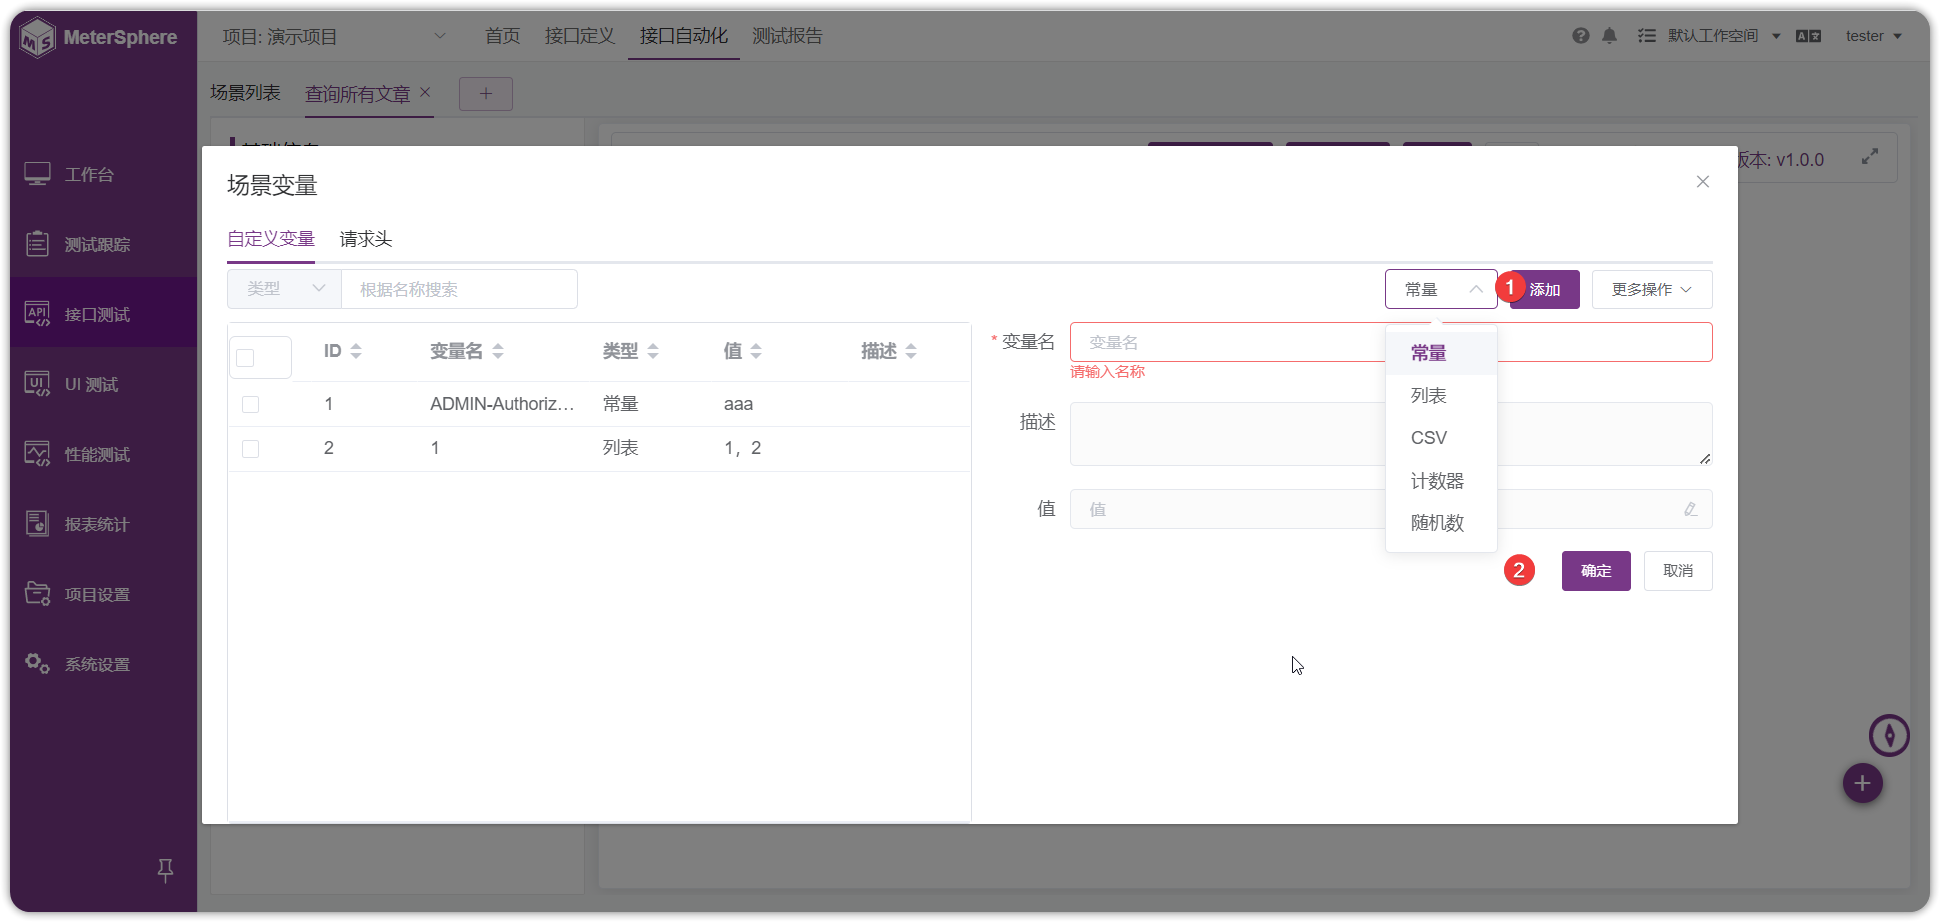 MeterSphere
项目: 演示项目
首页
接口定义
接口自动化
测试报告
默认工作空间
tester
场景列表
查询所有文章
版本: v1.0.0
工作台
测试跟踪
接口测试
UI 测试
性能测试
报表统计
项目设置
系统设置
场景变量
自定义变量
请求头
类型
根据名称搜索
常量
1
添加
更多操作
ID 变量名 类型 值 描述
1 ADMIN-Authoriz... 常量 aaa
2 1 列表 1，2
* 变量名
变量名
请输入名称
描述
值
值
常量
列表
CSV
计数器
随机数
2
确定
取消